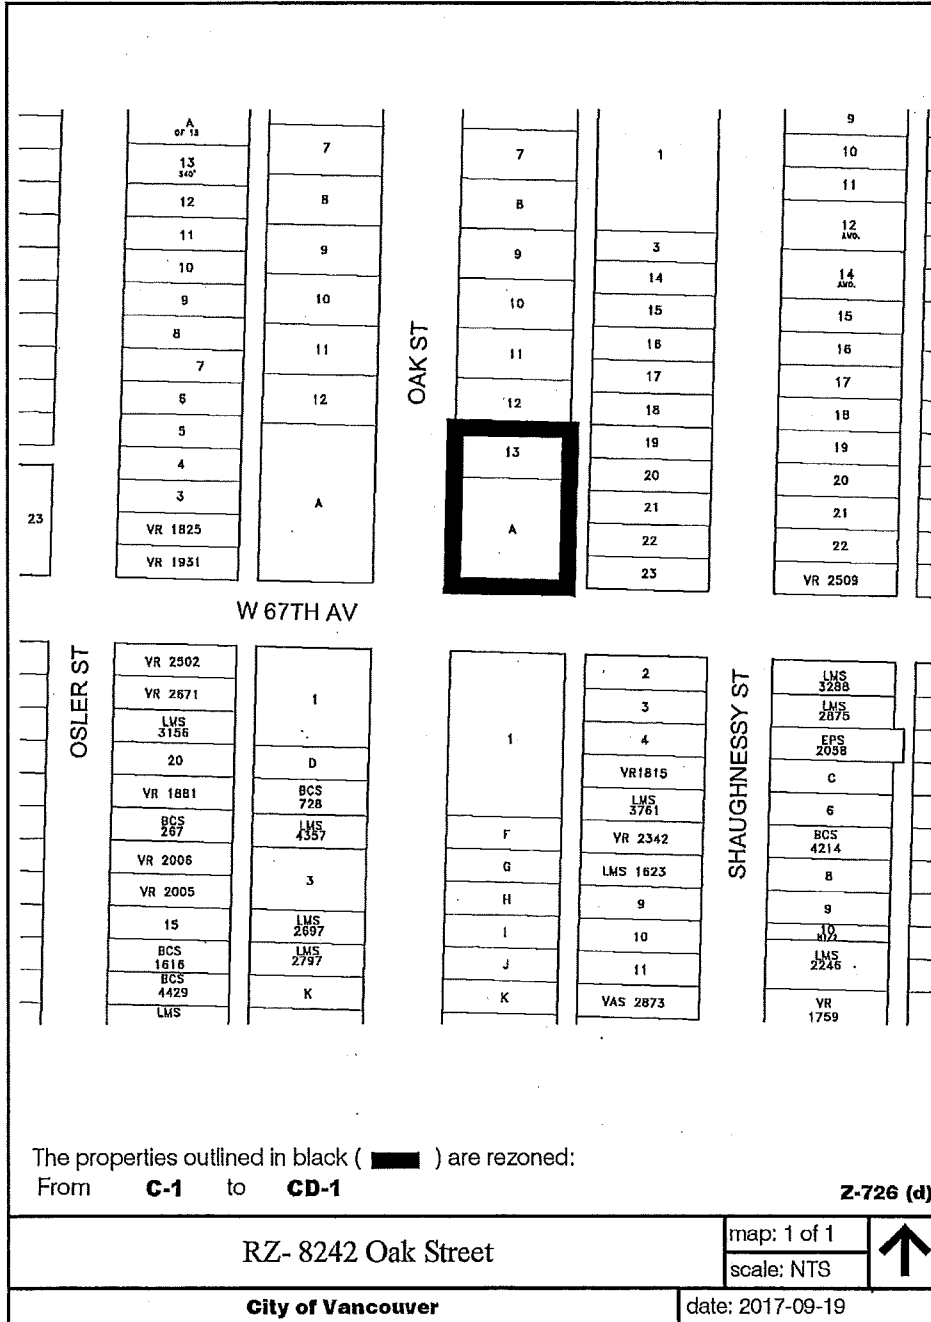 A
or 13
13
S40'
12
11
10
9
8
7
6
5
4
3
VR 1825
VR 1931
23
7
8
9
10
11
12
A
OAK ST
7
8
9
10
11
12
13
A
1
3
14
15
16
17
18
19
20
21
22
23
9
10
11
12
AMD.
14
AMD.
15
16
17
18
19
20
21
22
VR 2509
W 67TH AV
OSLER ST
VR 2502
VR 2671
LMS
3156
20
VR 1881
BCS
267
VR 2006
VR 2005
15
BCS
1616
BCS
4429
LMS
1
D
BCS
728
LMS
4357
3
LMS
2697
LMS
2797
K
1
F
G
H
I
J
K
2
3
4
VR1815
LMS
3761
VR 2342
LMS 1623
9
10
11
VAS 2873
SHAUGHNESSY ST
LMS
3288
LMS
2875
EPS
2058
C
6
BCS
4214
8
9
10
N1/2
LMS
2246
VR
1759
The properties outlined in black ( ) are rezoned:
From C-1 to CD-1
Z-726 (d)
RZ- 8242 Oak Street
map: 1 of 1
scale: NTS
City of Vancouver
date: 2017-09-19